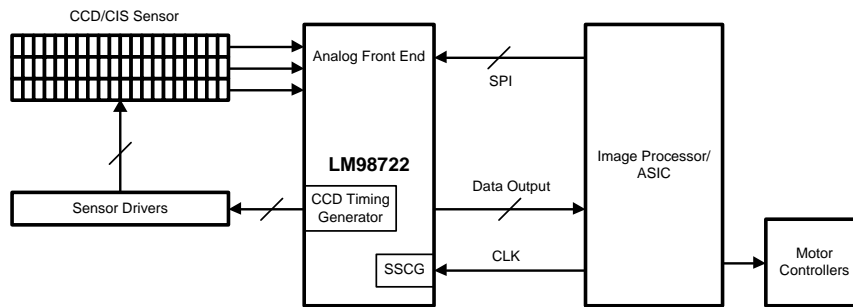 CCD/CIS Sensor
Analog Front End
SPI
LM98722
Image Processor/
ASIC
Data Output
CCD Timing
Generator
Sensor Drivers
SSCG
CLK
Motor
Controllers